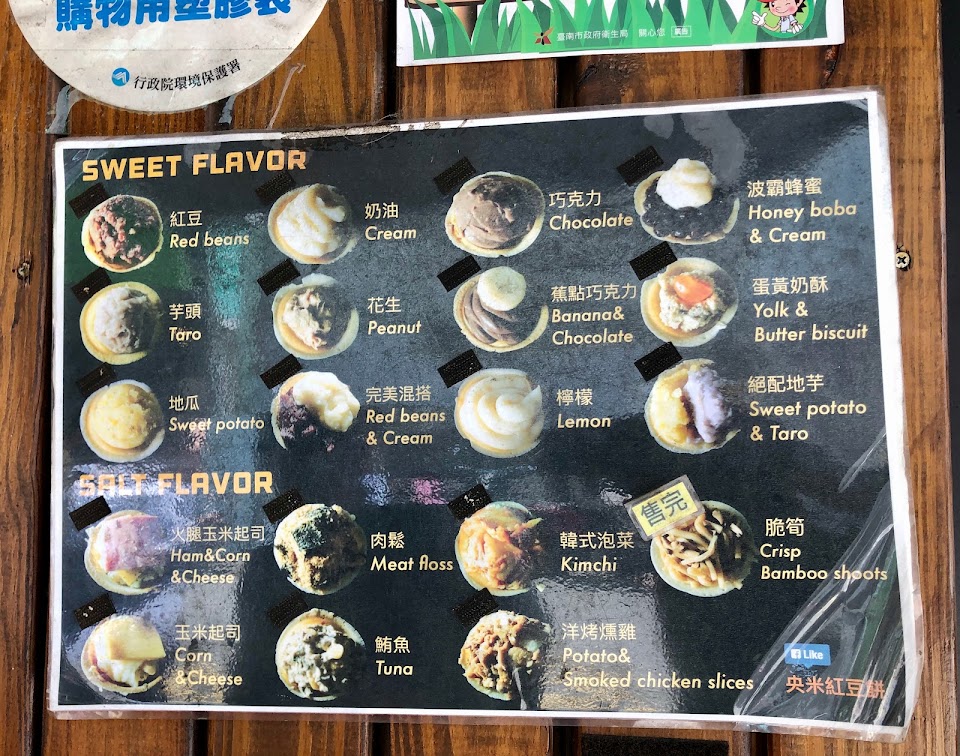 購物用塑膠袋
行政院環境保護署
臺南市政府衛生局 關心您 廣告
SWEET FLAVOR
紅豆
Red beans
奶油
Cream
巧克力
Chocolate
波霸蜂蜜
Honey boba
& Cream
芋頭
Taro
花生
Peanut
蕉點巧克力
Banana&
Chocolate
蛋黃奶酥
Yolk &
Butter biscuit
地瓜
Sweet potato
完美混搭
Red beans
& Cream
檸檬
Lemon
絕配地芋
Sweet potato
& Taro
SALT FLAVOR
火腿玉米起司
Ham&Corn
&Cheese
肉鬆
Meat floss
韓式泡菜
Kimchi
售完
脆筍
Crisp
Bamboo shoots
玉米起司
Corn
&Cheese
鮪魚
Tuna
洋烤燻雞
Potato&
Smoked chicken slices
f Like
央米紅豆餅